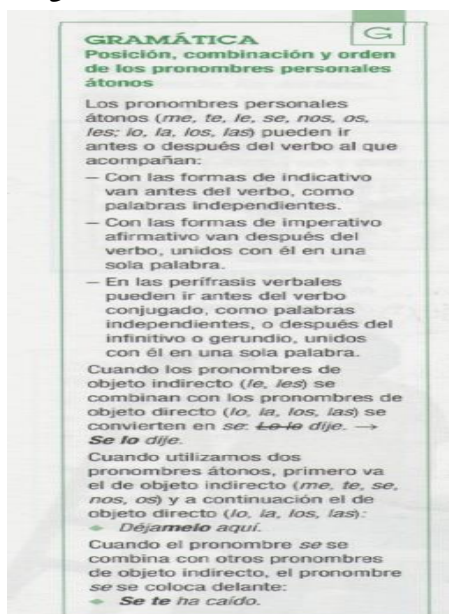 G
GRAMÁTICA
Posición, combinación y orden
de los pronombres personales
átonos
Los pronombres personales
átonos (me, te, le, se, nos, os,
les; lo, la, los, las) pueden ir
antes o después del verbo al que
acompañan:
— Con las formas de indicativo
van antes del verbo, como
palabras independientes.
— Con las formas de imperativo
afirmativo van después del
verbo, unidos con él en una
sola palabra.
— En las perífrasis verbales
pueden ir antes del verbo
conjugado, como palabras
independientes, o después del
infinitivo o gerundio, unidos
con él en una sola palabra.
Cuando los pronombres de
objeto indirecto (le, les) se
combinan con los pronombres de
objeto directo (lo, la, los, las) se
convierten en se: Le lo dije. →
Se lo dije.
Cuando utilizamos dos
pronombres átonos, primero va
el de objeto indirecto (me, te, se,
nos, os) y a continuación el de
objeto directo (lo, la, los, las):
Déjamelo aquí.
Cuando el pronombre se se
combina con otros pronombres
de objeto indirecto, el pronombre
se se coloca delante:
Se te ha caído.